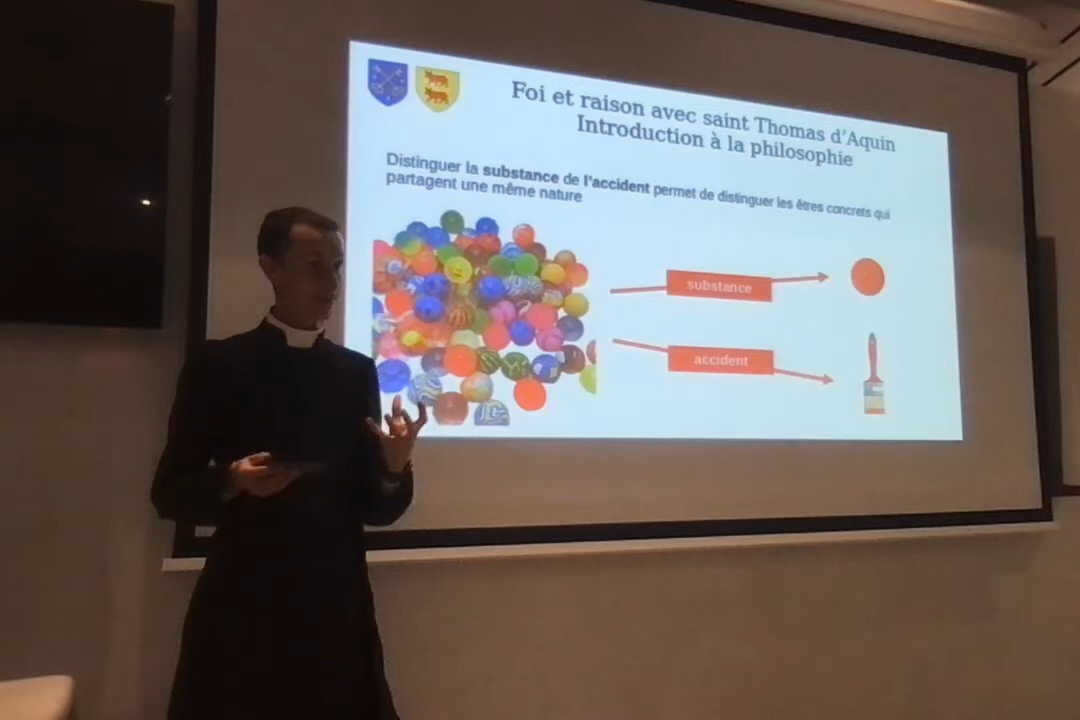 Foi et raison avec saint Thomas d'Aquin
Introduction à la philosophie
Distinguer la substance de l'accident permet de distinguer les êtres concrets qui
partagent une même nature
substance
accident